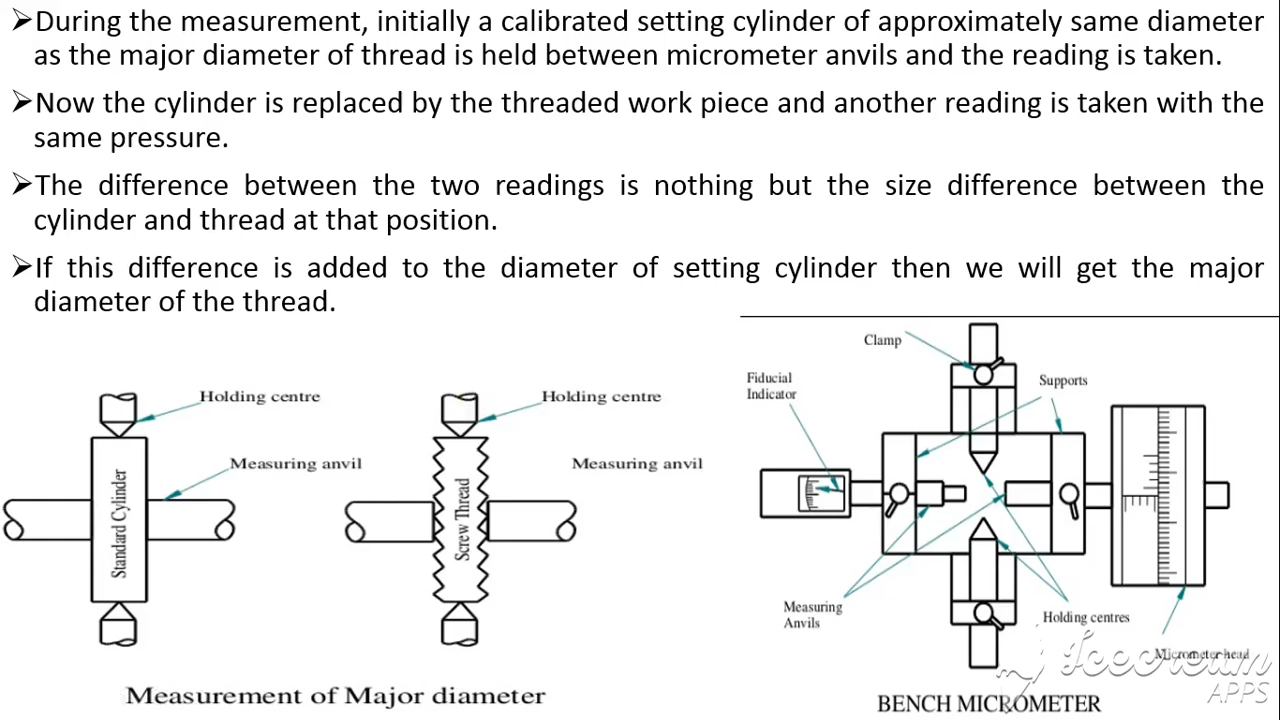 ➢During the measurement, initially a calibrated setting cylinder of approximately same diameter
as the major diameter of thread is held between micrometer anvils and the reading is taken.
➢Now the cylinder is replaced by the threaded work piece and another reading is taken with the
same pressure.
➢The difference between the two readings is nothing but the size difference between the
cylinder and thread at that position.
➢If this difference is added to the diameter of setting cylinder then we will get the major
diameter of the thread.
Holding centre
Measuring anvil
Standard Cylinder
Holding centre
Measuring anvil
Screw Thread
Measurement of Major diameter
Clamp
Fiducial
Indicator
Supports
Measuring
Anvils
Holding centres
Micrometer head
BENCH MICROMETER
Icecream
APPS